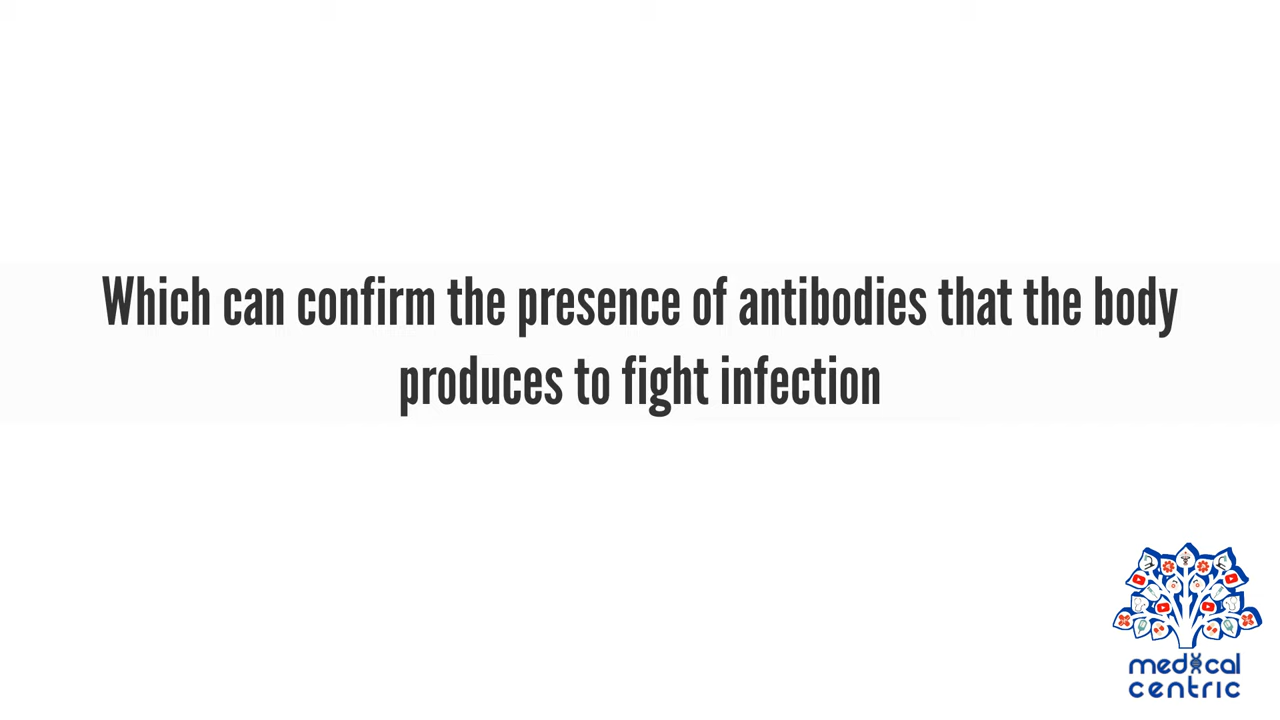 Which can confirm the presence of antibodies that the body
produces to fight infection
medical
centric